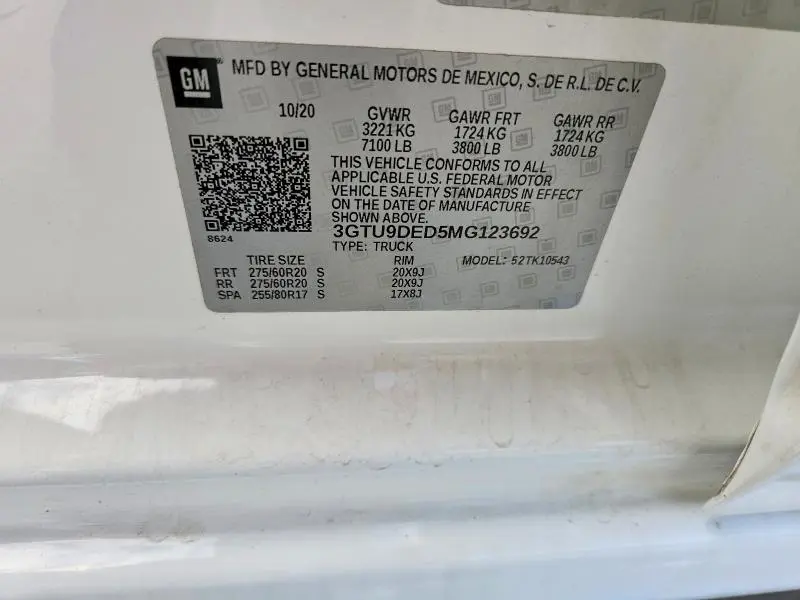 GM MFD BY GENERAL MOTORS DE MEXICO, S. DE R.L. DE C.V.
10/20 GVWR GAWR FRT GAWR RR
3221 KG 1724 KG 1724 KG
7100 LB 3800 LB 3800 LB
THIS VEHICLE CONFORMS TO ALL
APPLICABLE U.S. FEDERAL MOTOR
VEHICLE SAFETY STANDARDS IN EFFECT
ON THE DATE OF MANUFACTURE
SHOWN ABOVE.
8624 3GTU9DED5MG123692
TYPE: TRUCK
TIRE SIZE RIM MODEL: 52TK10543
FRT 275/60R20 S 20X9J
RR 275/60R20 S 20X9J
SPA 255/80R17 S 17X8J